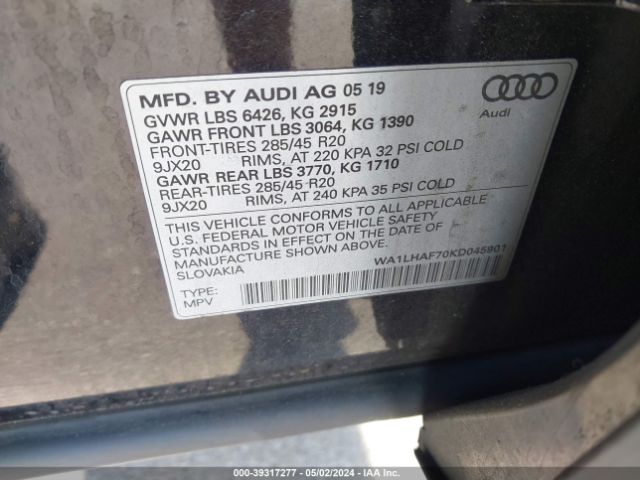 MFD. BY AUDI AG 05 19
GVWR LBS 6426, KG 2915
GAWR FRONT LBS 3064, KG 1390
FRONT-TIRES 285/45 R20
9JX20 RIMS, AT 220 KPA 32 PSI COLD
GAWR REAR LBS 3770, KG 1710
REAR-TIRES 285/45 R20
9JX20 RIMS, AT 240 KPA 35 PSI COLD
THIS VEHICLE CONFORMS TO ALL APPLICABLE
U.S. FEDERAL MOTOR VEHICLE SAFETY
STANDARDS IN EFFECT ON THE DATE OF
MANUFACTURE SHOWN ABOVE.
SLOVAKIA
WA1LHAF70KD045901
TYPE:
MPV
Audi
000-39317277 - 05/02/2024 - IAA Inc.